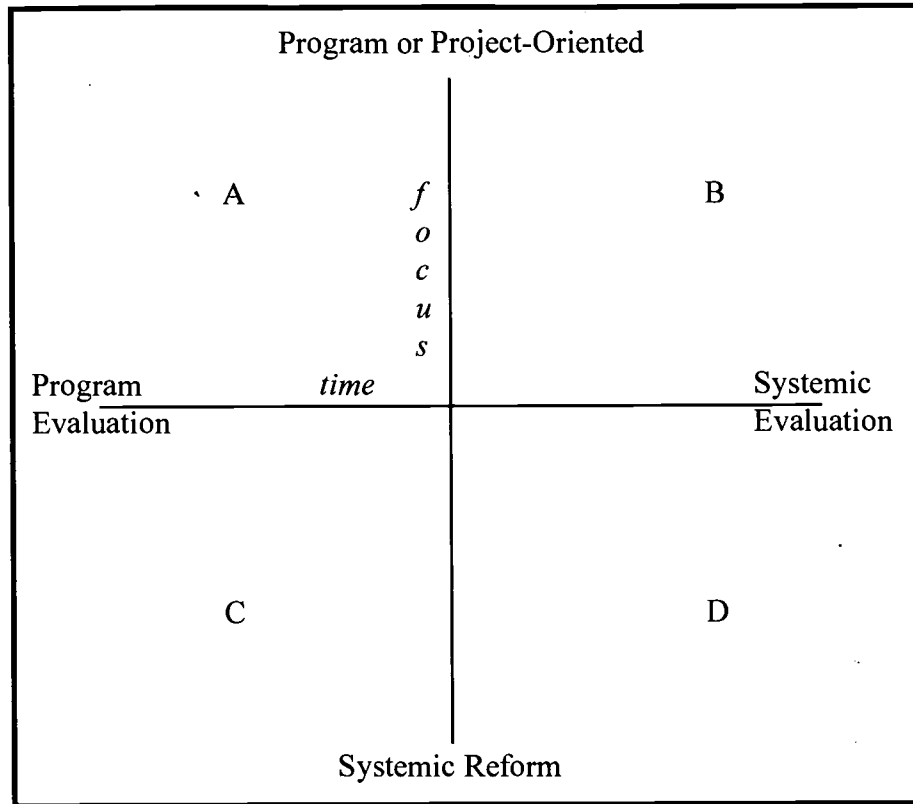 Program or Project-Oriented
A
B
f
o
c
u
s
Program
Evaluation
time
Systemic
Evaluation
C
D
Systemic Reform